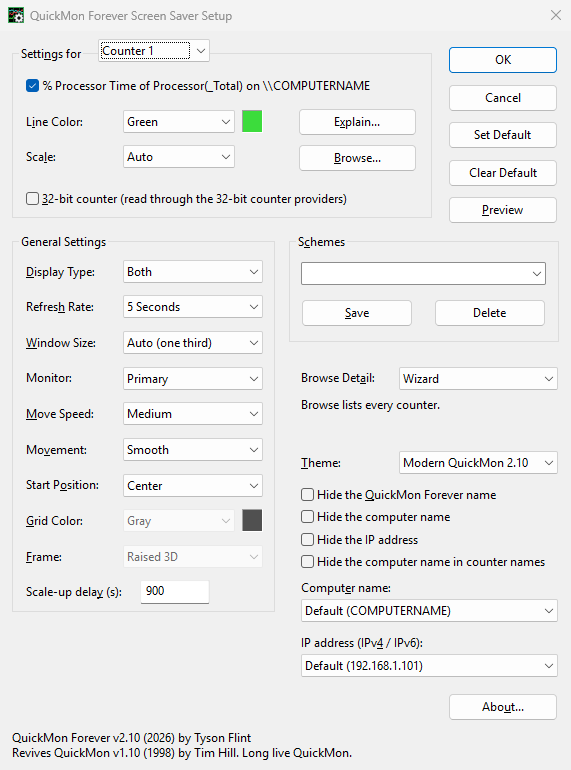 QuickMon Forever Screen Saver Setup
Settings for
Counter 1
% Processor Time of Processor(_Total) on \\COMPUTERNAME
Line Color:
Green
Explain...
Scale:
Auto
Browse...
32-bit counter (read through the 32-bit counter providers)
OK
Cancel
Set Default
Clear Default
Preview
General Settings
Display Type:
Both
Refresh Rate:
5 Seconds
Window Size:
Auto (one third)
Monitor:
Primary
Move Speed:
Medium
Movement:
Smooth
Start Position:
Center
Grid Color:
Gray
Frame:
Raised 3D
Scale-up delay (s):
900
Schemes
Save
Delete
Browse Detail:
Wizard
Browse lists every counter.
Theme:
Modern QuickMon 2.10
Hide the QuickMon Forever name
Hide the computer name
Hide the IP address
Hide the computer name in counter names
Computer name:
Default (COMPUTERNAME)
IP address (IPv4 / IPv6):
Default (192.168.1.101)
About...
QuickMon Forever v2.10 (2026) by Tyson Flint
Revives QuickMon v1.10 (1998) by Tim Hill. Long live QuickMon.